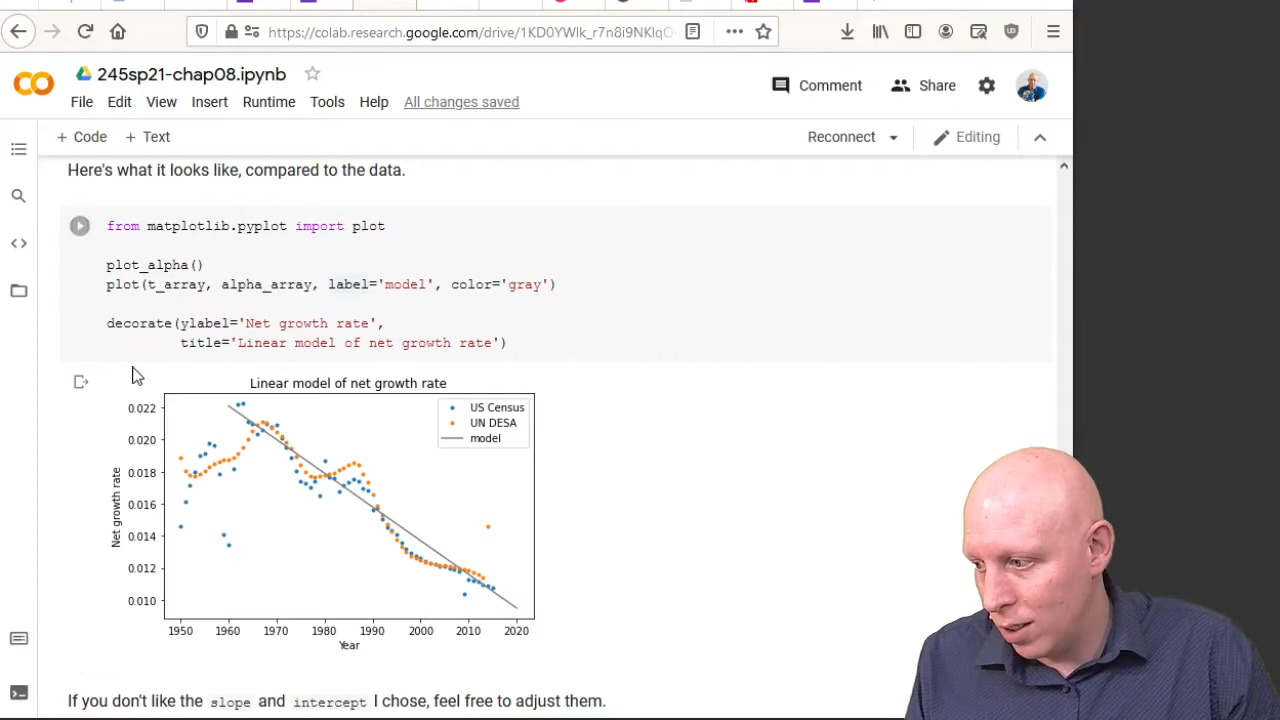 https://colab.research.google.com/drive/1KD0YWlk_r7n8i9NKlqO
245sp21-chap08.ipynb
Comment
Share
File Edit View Insert Runtime Tools Help All changes saved
+ Code + Text
Reconnect
Editing
Here's what it looks like, compared to the data.
from matplotlib.pyplot import plot
plot_alpha()
plot(t_array, alpha_array, label='model', color='gray')
decorate(ylabel='Net growth rate',
title='Linear model of net growth rate')
Linear model of net growth rate
0.022
0.020
0.018
0.016
0.014
0.012
0.010
Net growth rate
US Census
UN DESA
model
1950 1960 1970 1980 1990 2000 2010 2020
Year
If you don't like the slope and intercept I chose, feel free to adjust them.